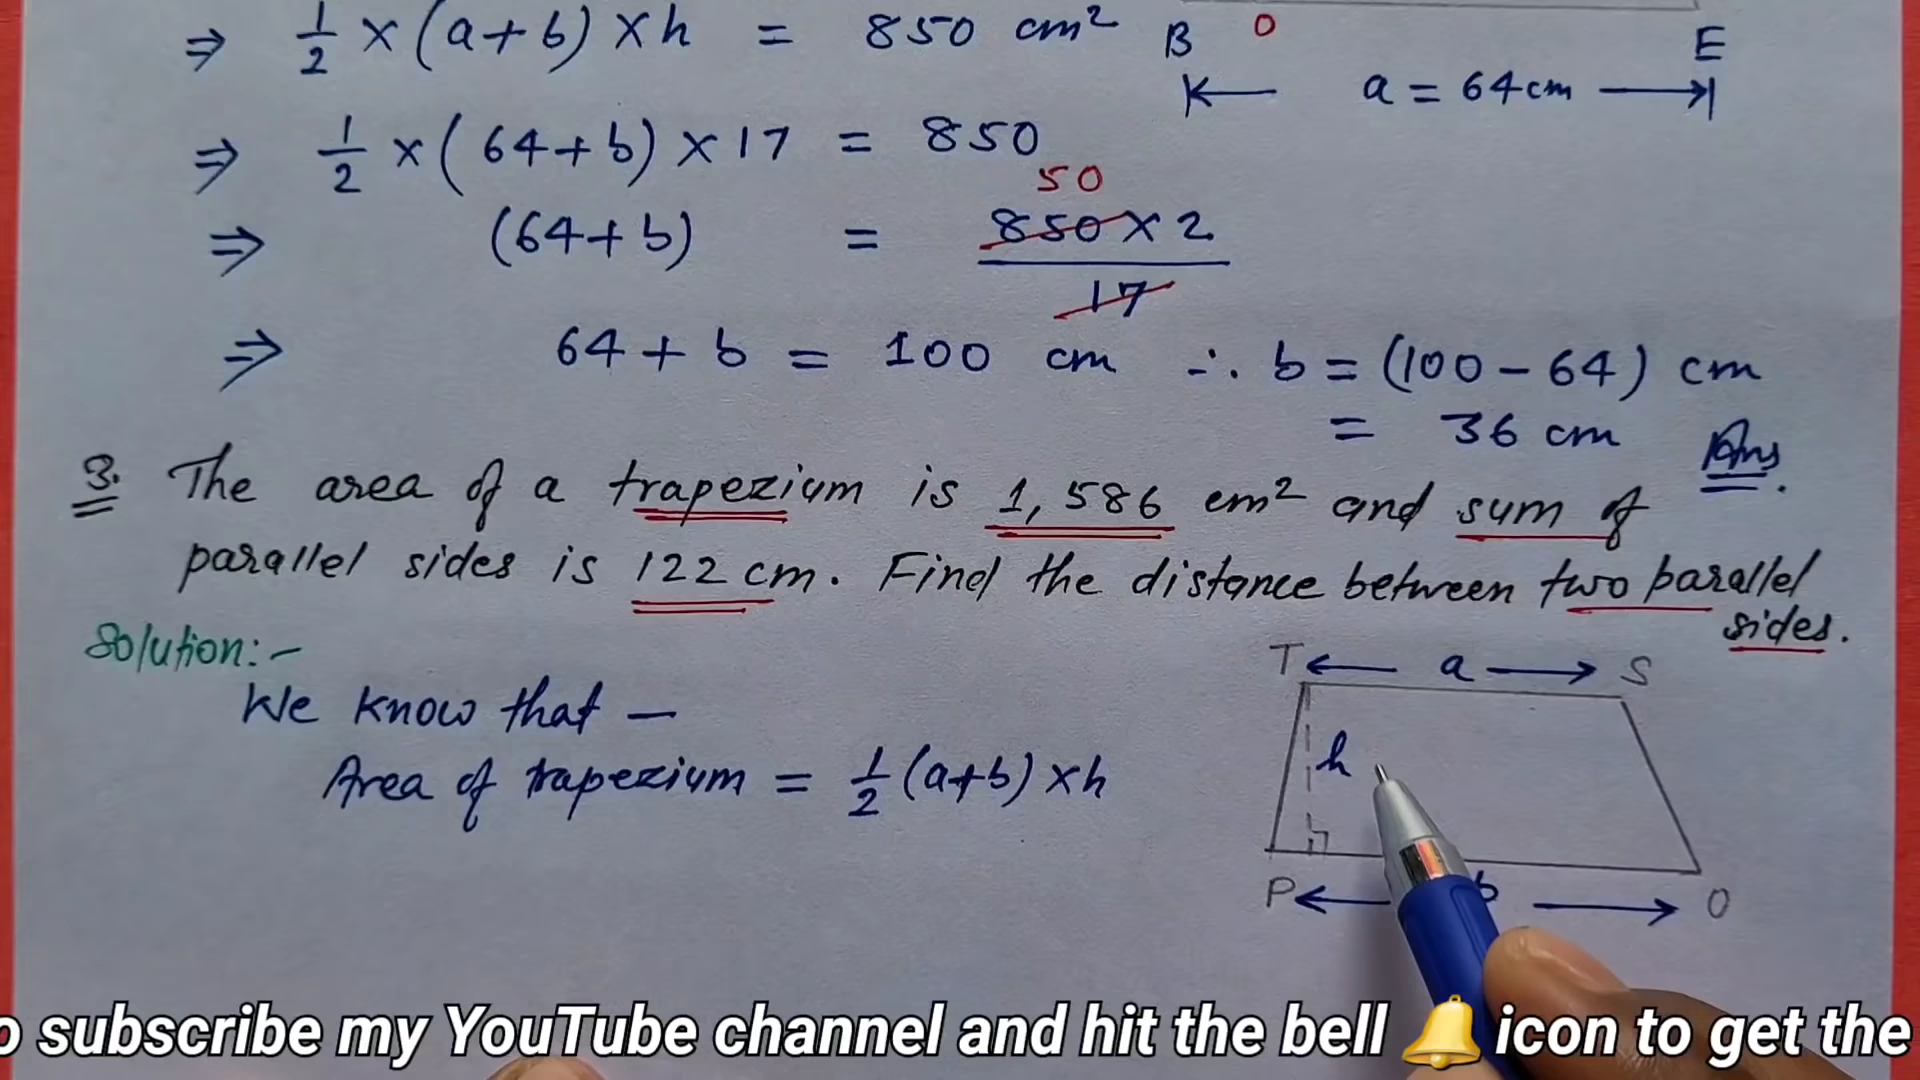 ⇒ 1/2 × (a+b) × h = 850 cm²
B 0 E
a = 64cm
⇒ 1/2 × (64+b) × 17 = 850
50
⇒ (64+b) = 850 × 2 / 17
⇒ 64 + b = 100 cm ∴ b = (100 - 64) cm
= 36 cm Ans.
3. The area of a trapezium is 1,586 cm² and sum of
parallel sides is 122 cm. Find the distance between two parallel
sides.
Solution:-
We know that —
Area of trapezium = 1/2 (a+b) × h
T a S
h
P b O
o subscribe my YouTube channel and hit the bell 🔔 icon to get the